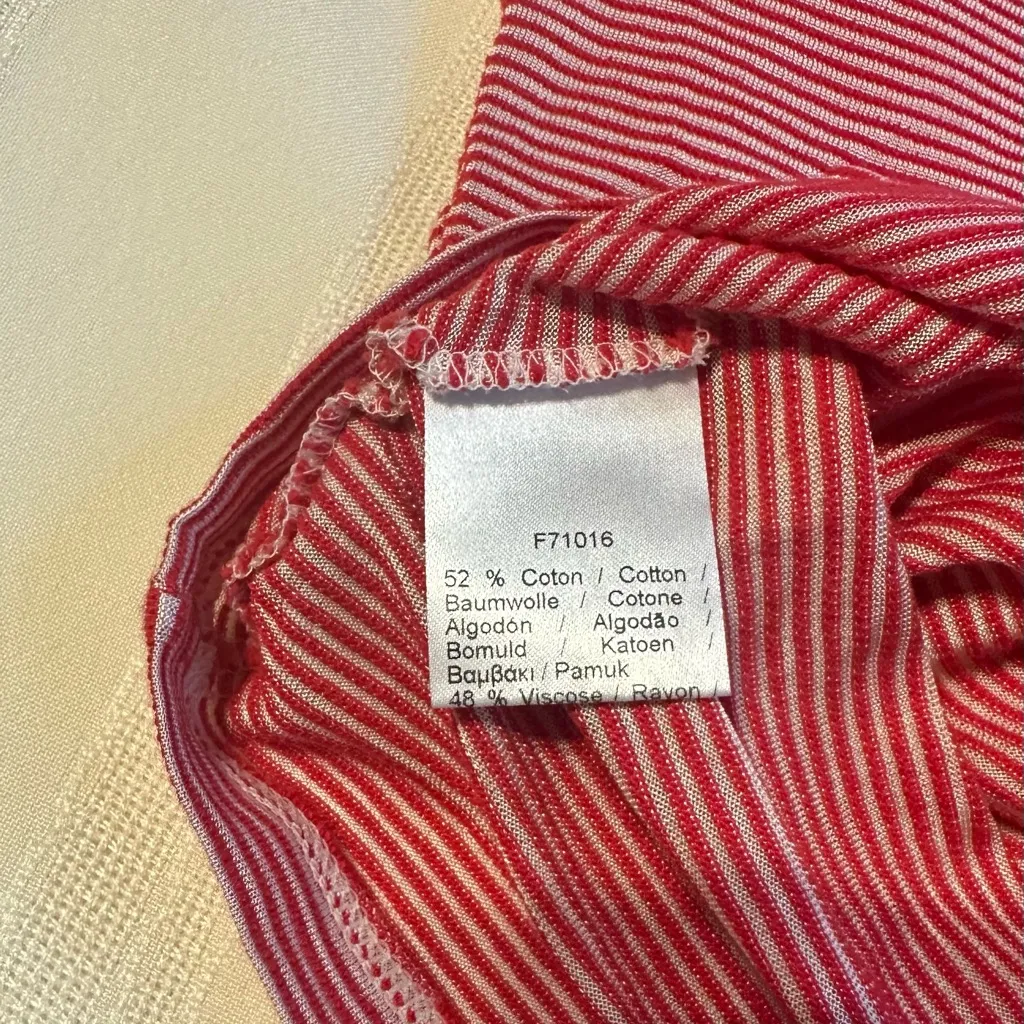 F71016
52 % Coton / Cotton /
Baumwolle / Cotone /
Algodón / Algodão /
Bomuld / Katoen /
Βαμβάκι / Pamuk
48 % Viscose / Rayon /